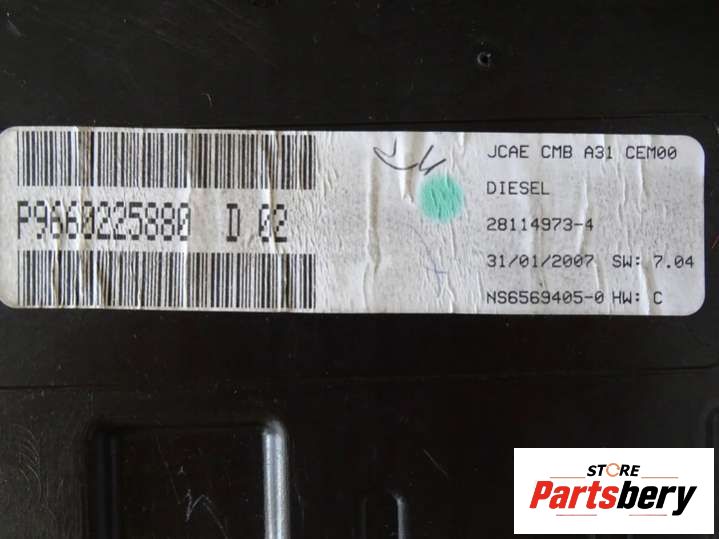 P9660225880 D 02
JCAE CMB A31 CEM00
DIESEL
28114973-4
31/01/2007 SW: 7.04
NS6569405-0 HW: C
STORE
Partsbery